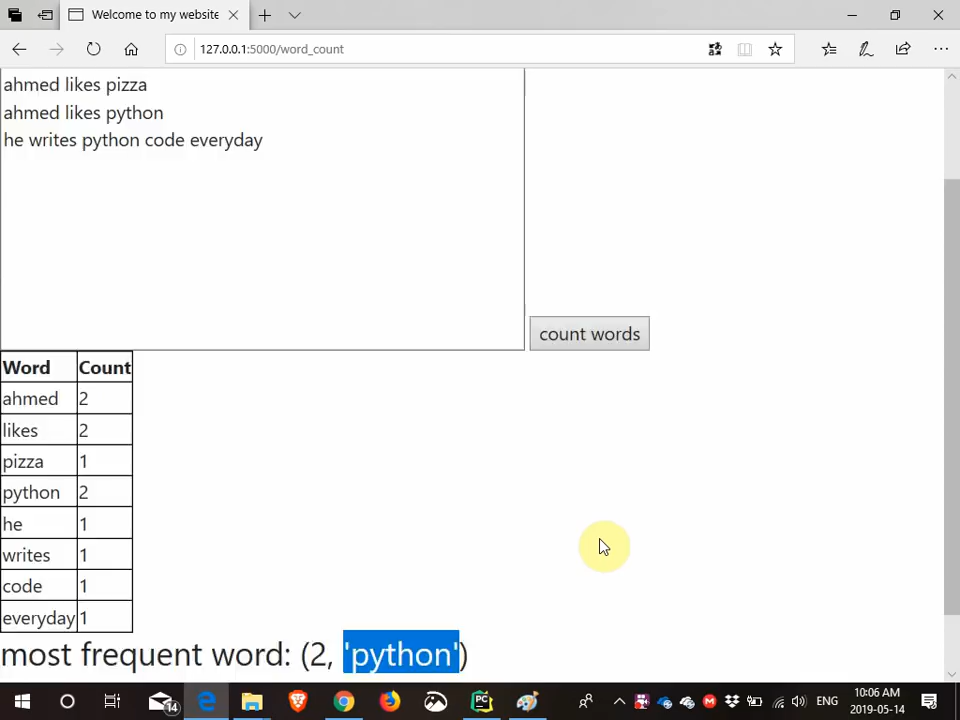 Welcome to my website
127.0.0.1:5000/word_count
ahmed likes pizza
ahmed likes python
he writes python code everyday
count words
Word Count
ahmed 2
likes 2
pizza 1
python 2
he 1
writes 1
code 1
everyday 1
most frequent word: (2, 'python')
14
PC
ENG
10:06 AM
2019-05-14